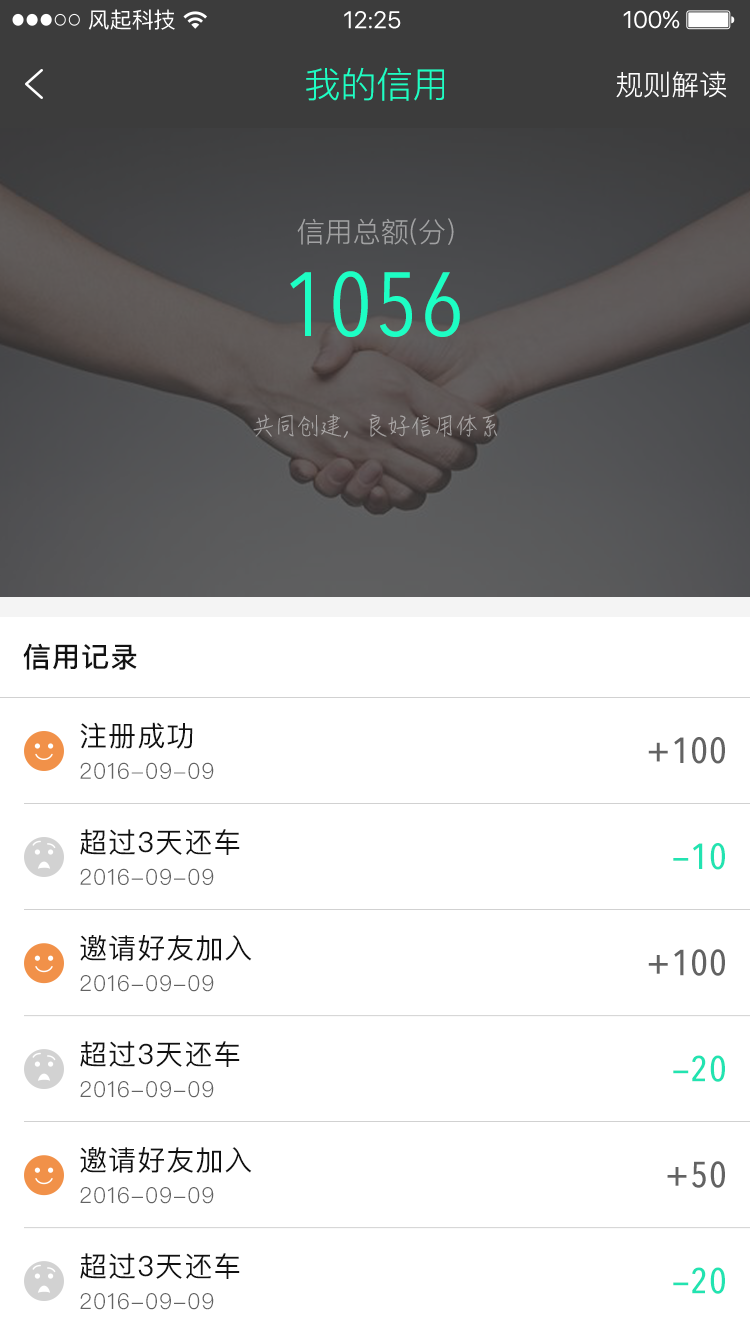 风起科技 12:25 100%
我的信用 规则解读
信用总额(分)
1056
共同创建，良好信用体系
信用记录
注册成功
2016-09-09
+100
超过3天还车
2016-09-09
-10
邀请好友加入
2016-09-09
+100
超过3天还车
2016-09-09
-20
邀请好友加入
2016-09-09
+50
超过3天还车
2016-09-09
-20